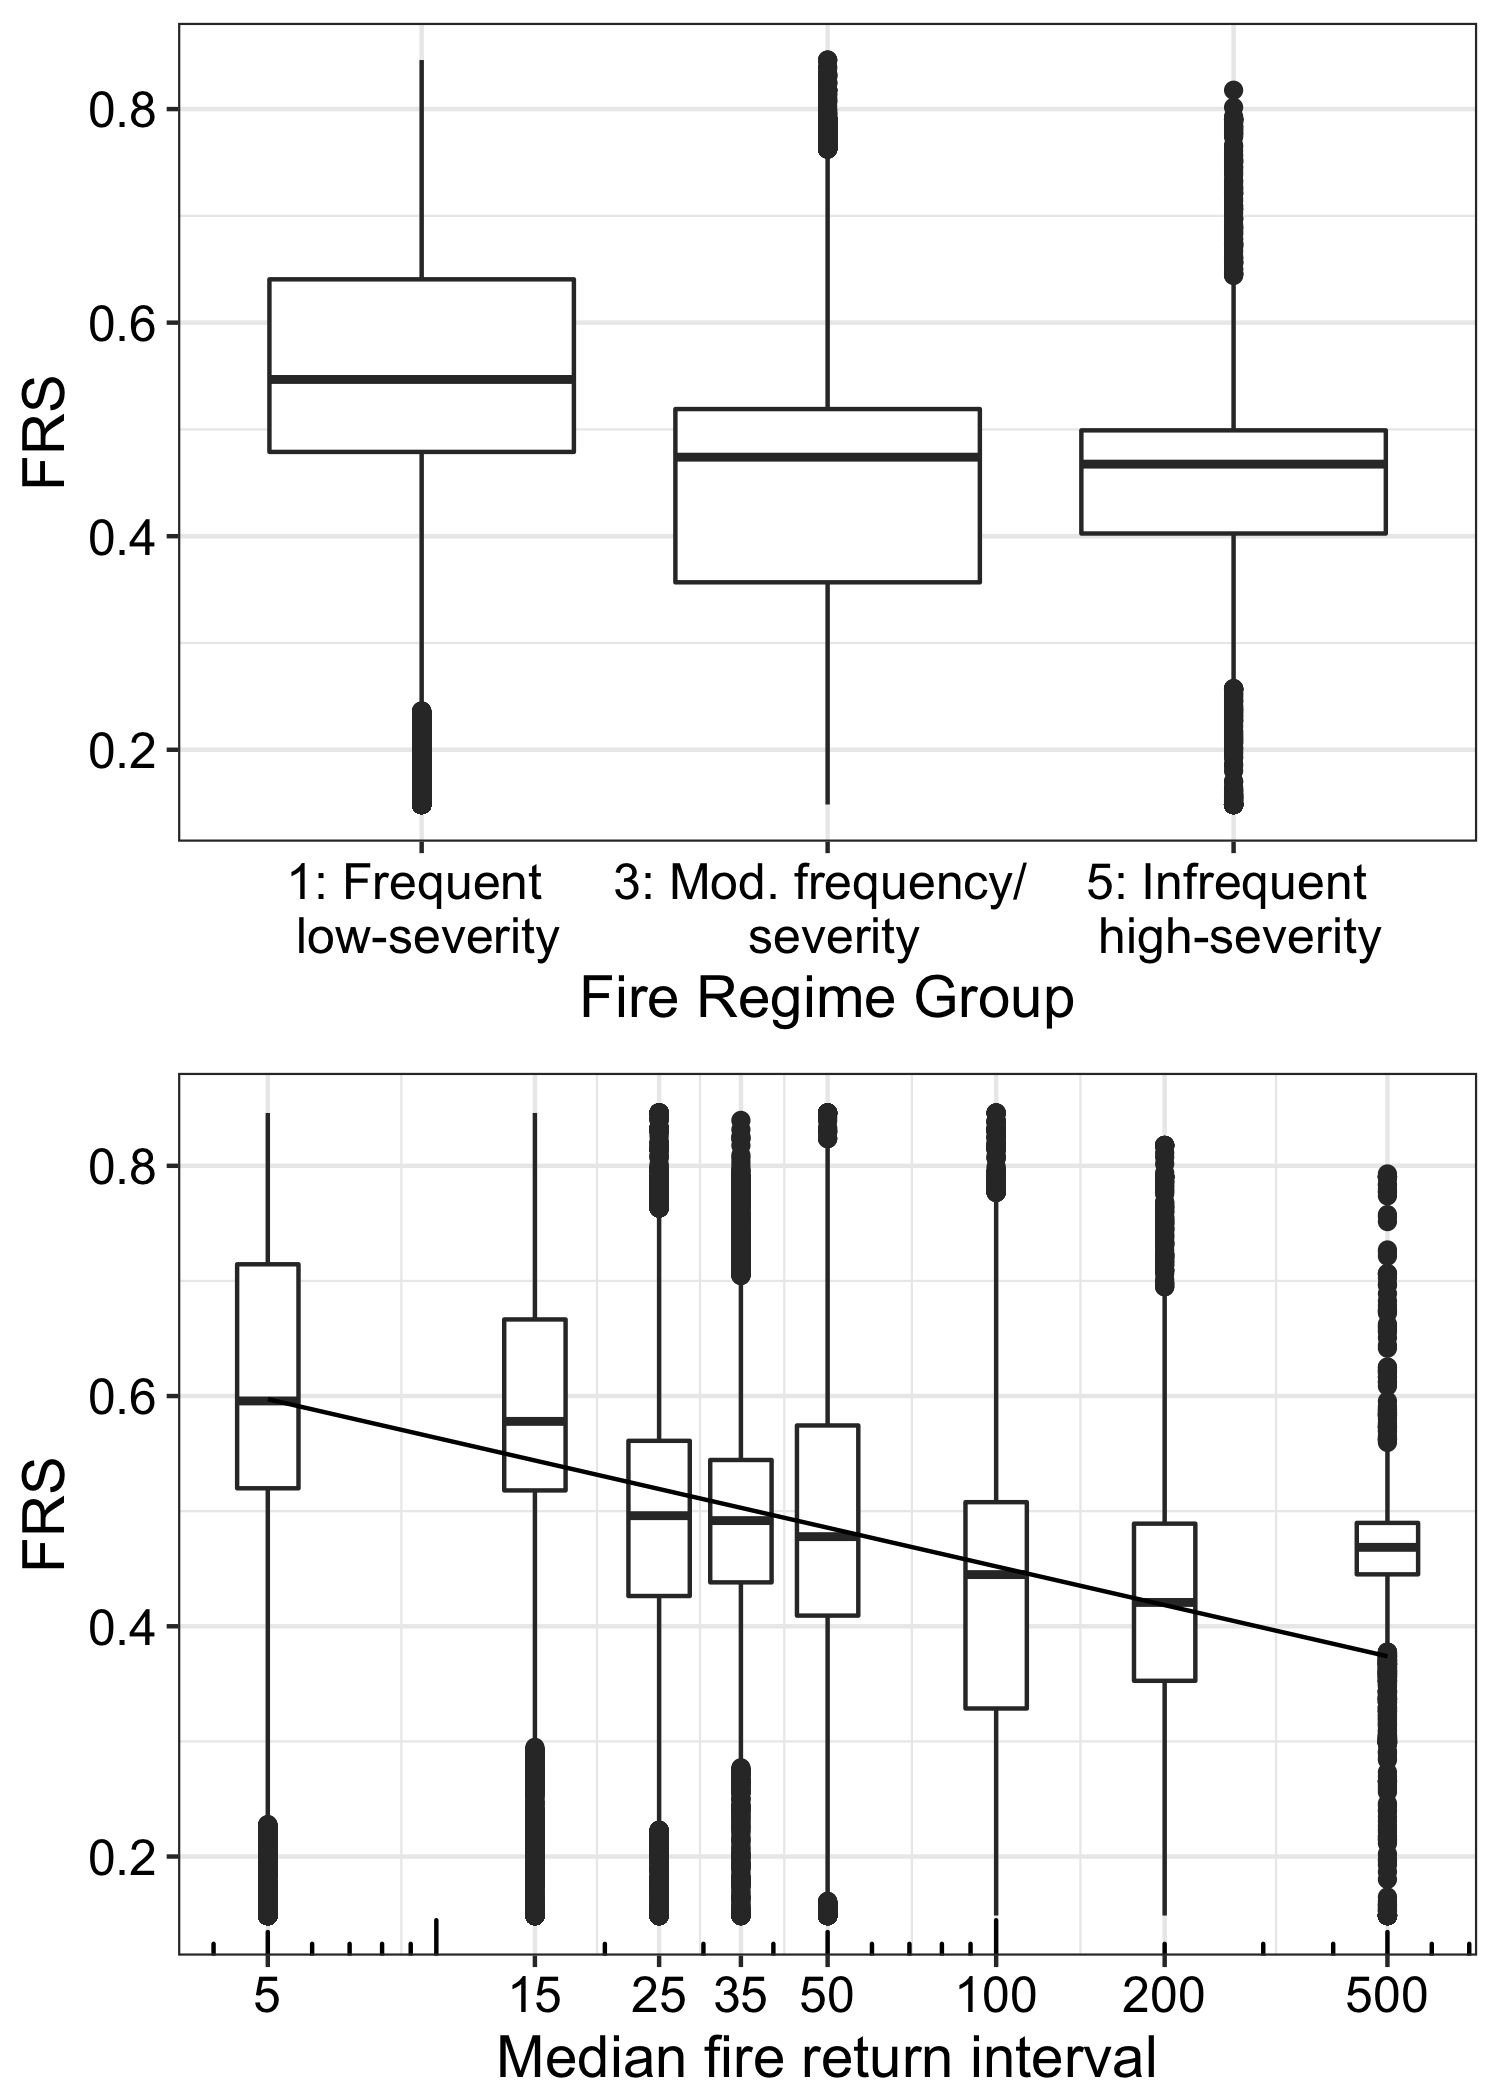 FRS
0.8
0.6
0.4
0.2
1: Frequent
low-severity
3: Mod. frequency/
severity
5: Infrequent
high-severity
Fire Regime Group
FRS
0.8
0.6
0.4
0.2
5 15 25 35 50 100 200 500
Median fire return interval